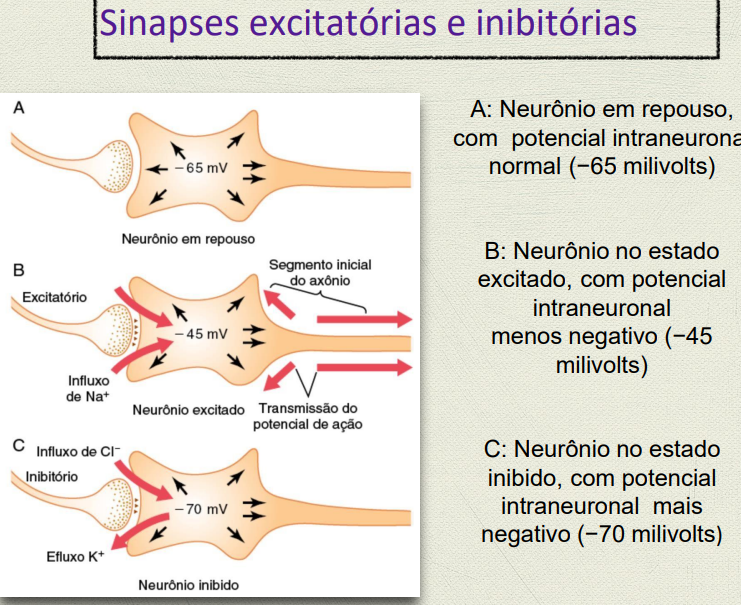 Sinapses excitatórias e inibitórias
A
−65 mV
Neurônio em repouso
A: Neurônio em repouso,
com potencial intraneurona
normal (−65 milivolts)
B
Excitatório
Segmento inicial
do axônio
−45 mV
Influxo
de Na⁺
Neurônio excitado
Transmissão do
potencial de ação
B: Neurônio no estado
excitado, com potencial
intraneuronal
menos negativo (−45
milivolts)
C
Influxo de Cl⁻
Inibitório
−70 mV
Efluxo K⁺
Neurônio inibido
C: Neurônio no estado
inibido, com potencial
intraneuronal mais
negativo (−70 milivolts)